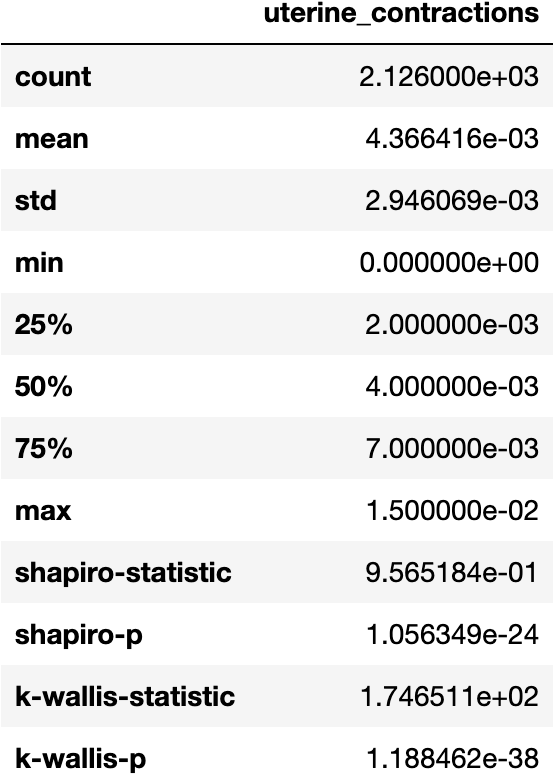 uterine_contractions
count 2.126000e+03
mean 4.366416e-03
std 2.946069e-03
min 0.000000e+00
25% 2.000000e-03
50% 4.000000e-03
75% 7.000000e-03
max 1.500000e-02
shapiro-statistic 9.565184e-01
shapiro-p 1.056349e-24
k-wallis-statistic 1.746511e+02
k-wallis-p 1.188462e-38